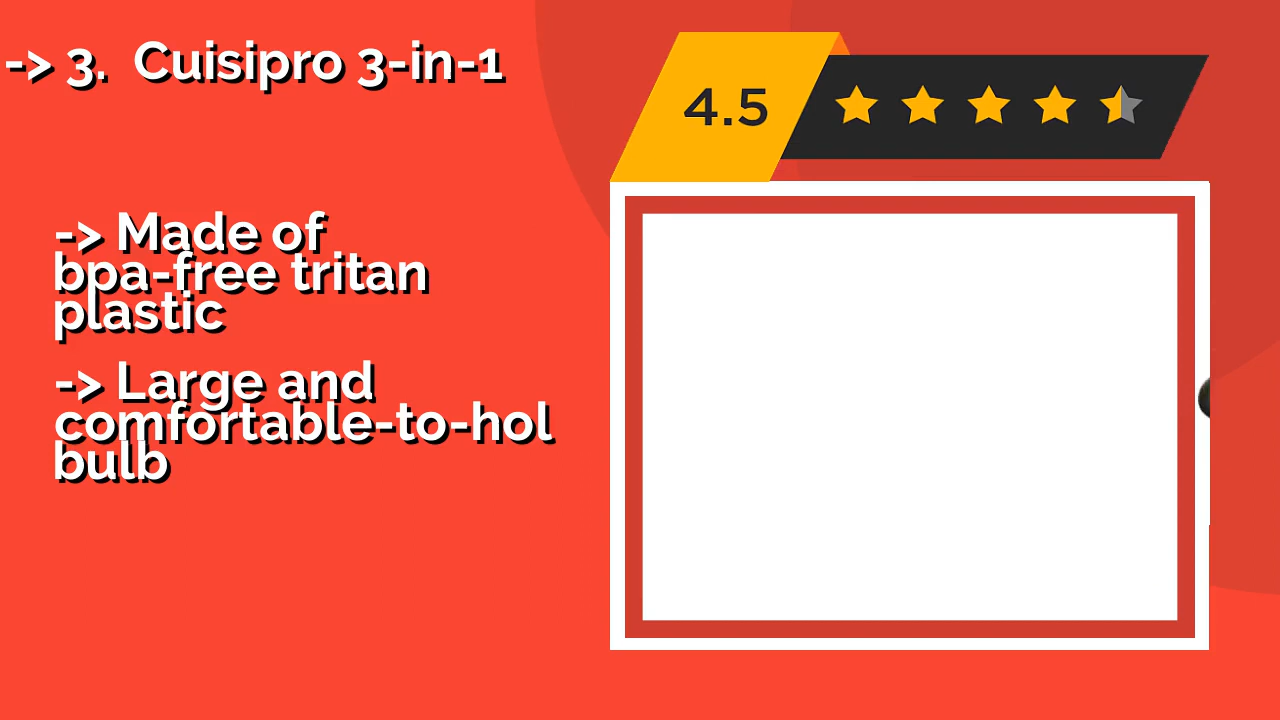 -> 3.  Cuisipro 3-in-1
4.5
-> Made of
bpa-free tritan
plastic
-> Large and
comfortable-to-hol
bulb